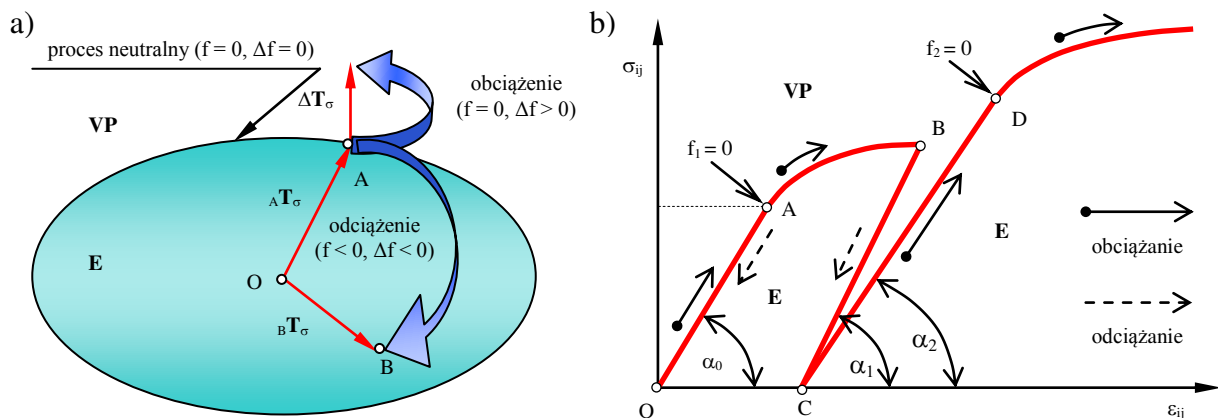 a)
proces neutralny (f = 0, Δf = 0)
VP
ΔTσ
obciążenie
(f = 0, Δf > 0)
A
ATσ
odciążenie
(f < 0, Δf < 0)
E
O
BTσ
B
b)
σij
VP
f2 = 0
D
B
f1 = 0
A
E
E
obciążanie
odciążanie
α0
α1
α2
O
C
εij